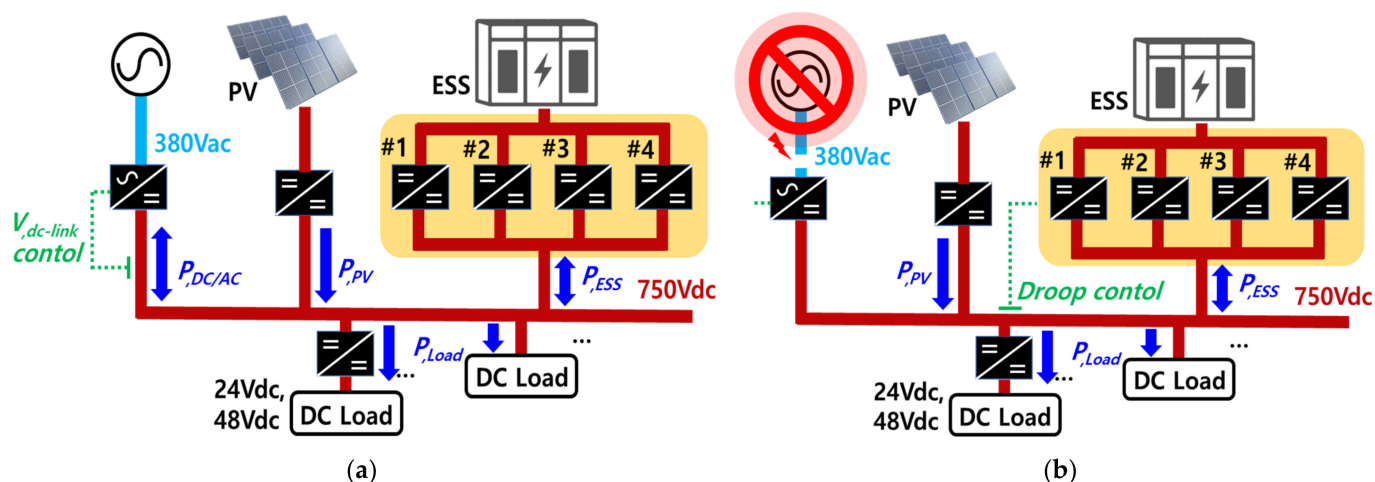 PV
ESS
#1
#2
#3
#4
380Vac
V,dc-link
contol
P,DC/AC
P,PV
P,ESS
750Vdc
P,Load
...
...
DC Load
24Vdc,
48Vdc
DC Load
(a)
PV
ESS
#1
#2
#3
#4
380Vac
P,PV
Droop contol
P,ESS
750Vdc
P,Load
...
...
DC Load
24Vdc,
48Vdc
DC Load
(b)